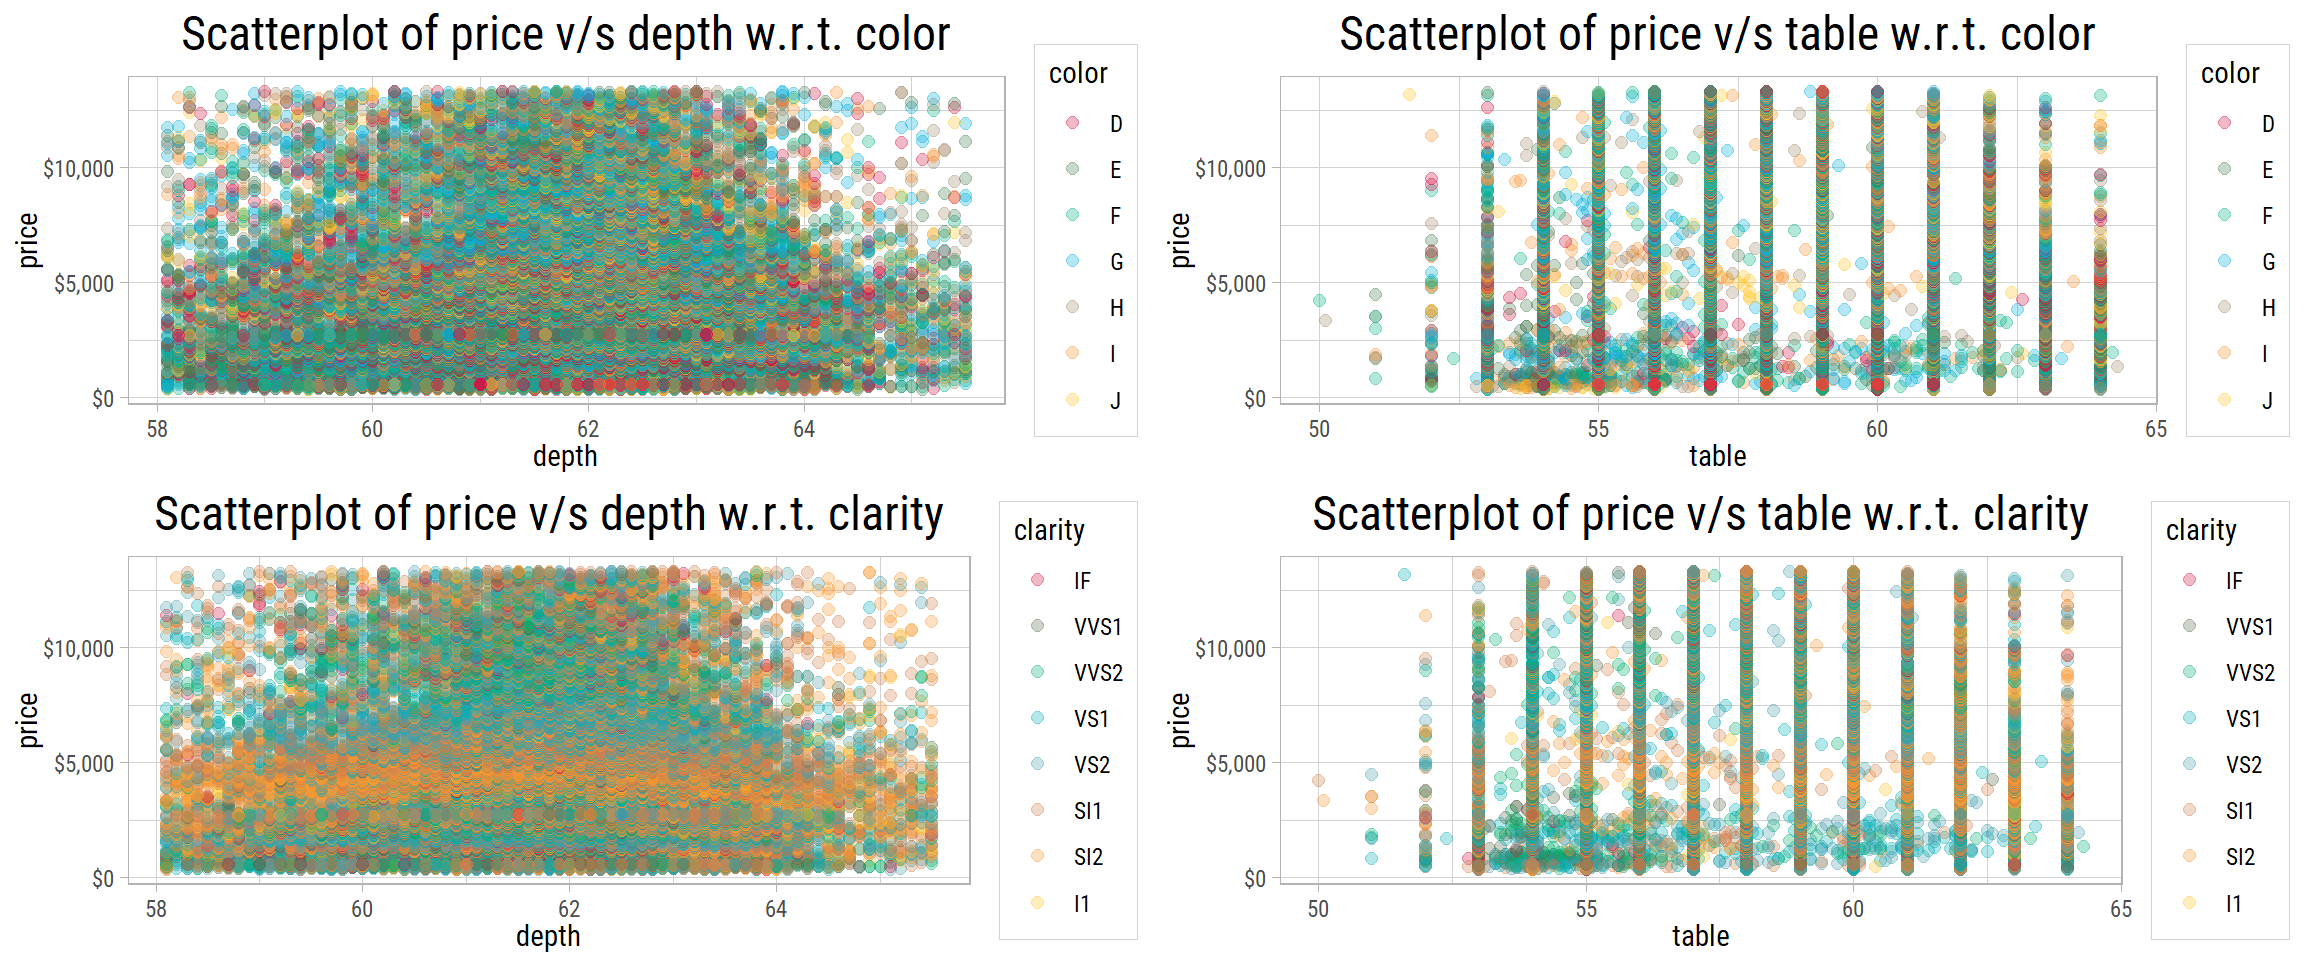 Scatterplot of price v/s depth w.r.t. color
price
$10,000
$5,000
$0
58 60 62 64
depth
color
D
E
F
G
H
I
J
Scatterplot of price v/s table w.r.t. color
price
$10,000
$5,000
$0
50 55 60 65
table
color
D
E
F
G
H
I
J
Scatterplot of price v/s depth w.r.t. clarity
price
$10,000
$5,000
$0
58 60 62 64
depth
clarity
IF
VVS1
VVS2
VS1
VS2
SI1
SI2
I1
Scatterplot of price v/s table w.r.t. clarity
price
$10,000
$5,000
$0
50 55 60 65
table
clarity
IF
VVS1
VVS2
VS1
VS2
SI1
SI2
I1